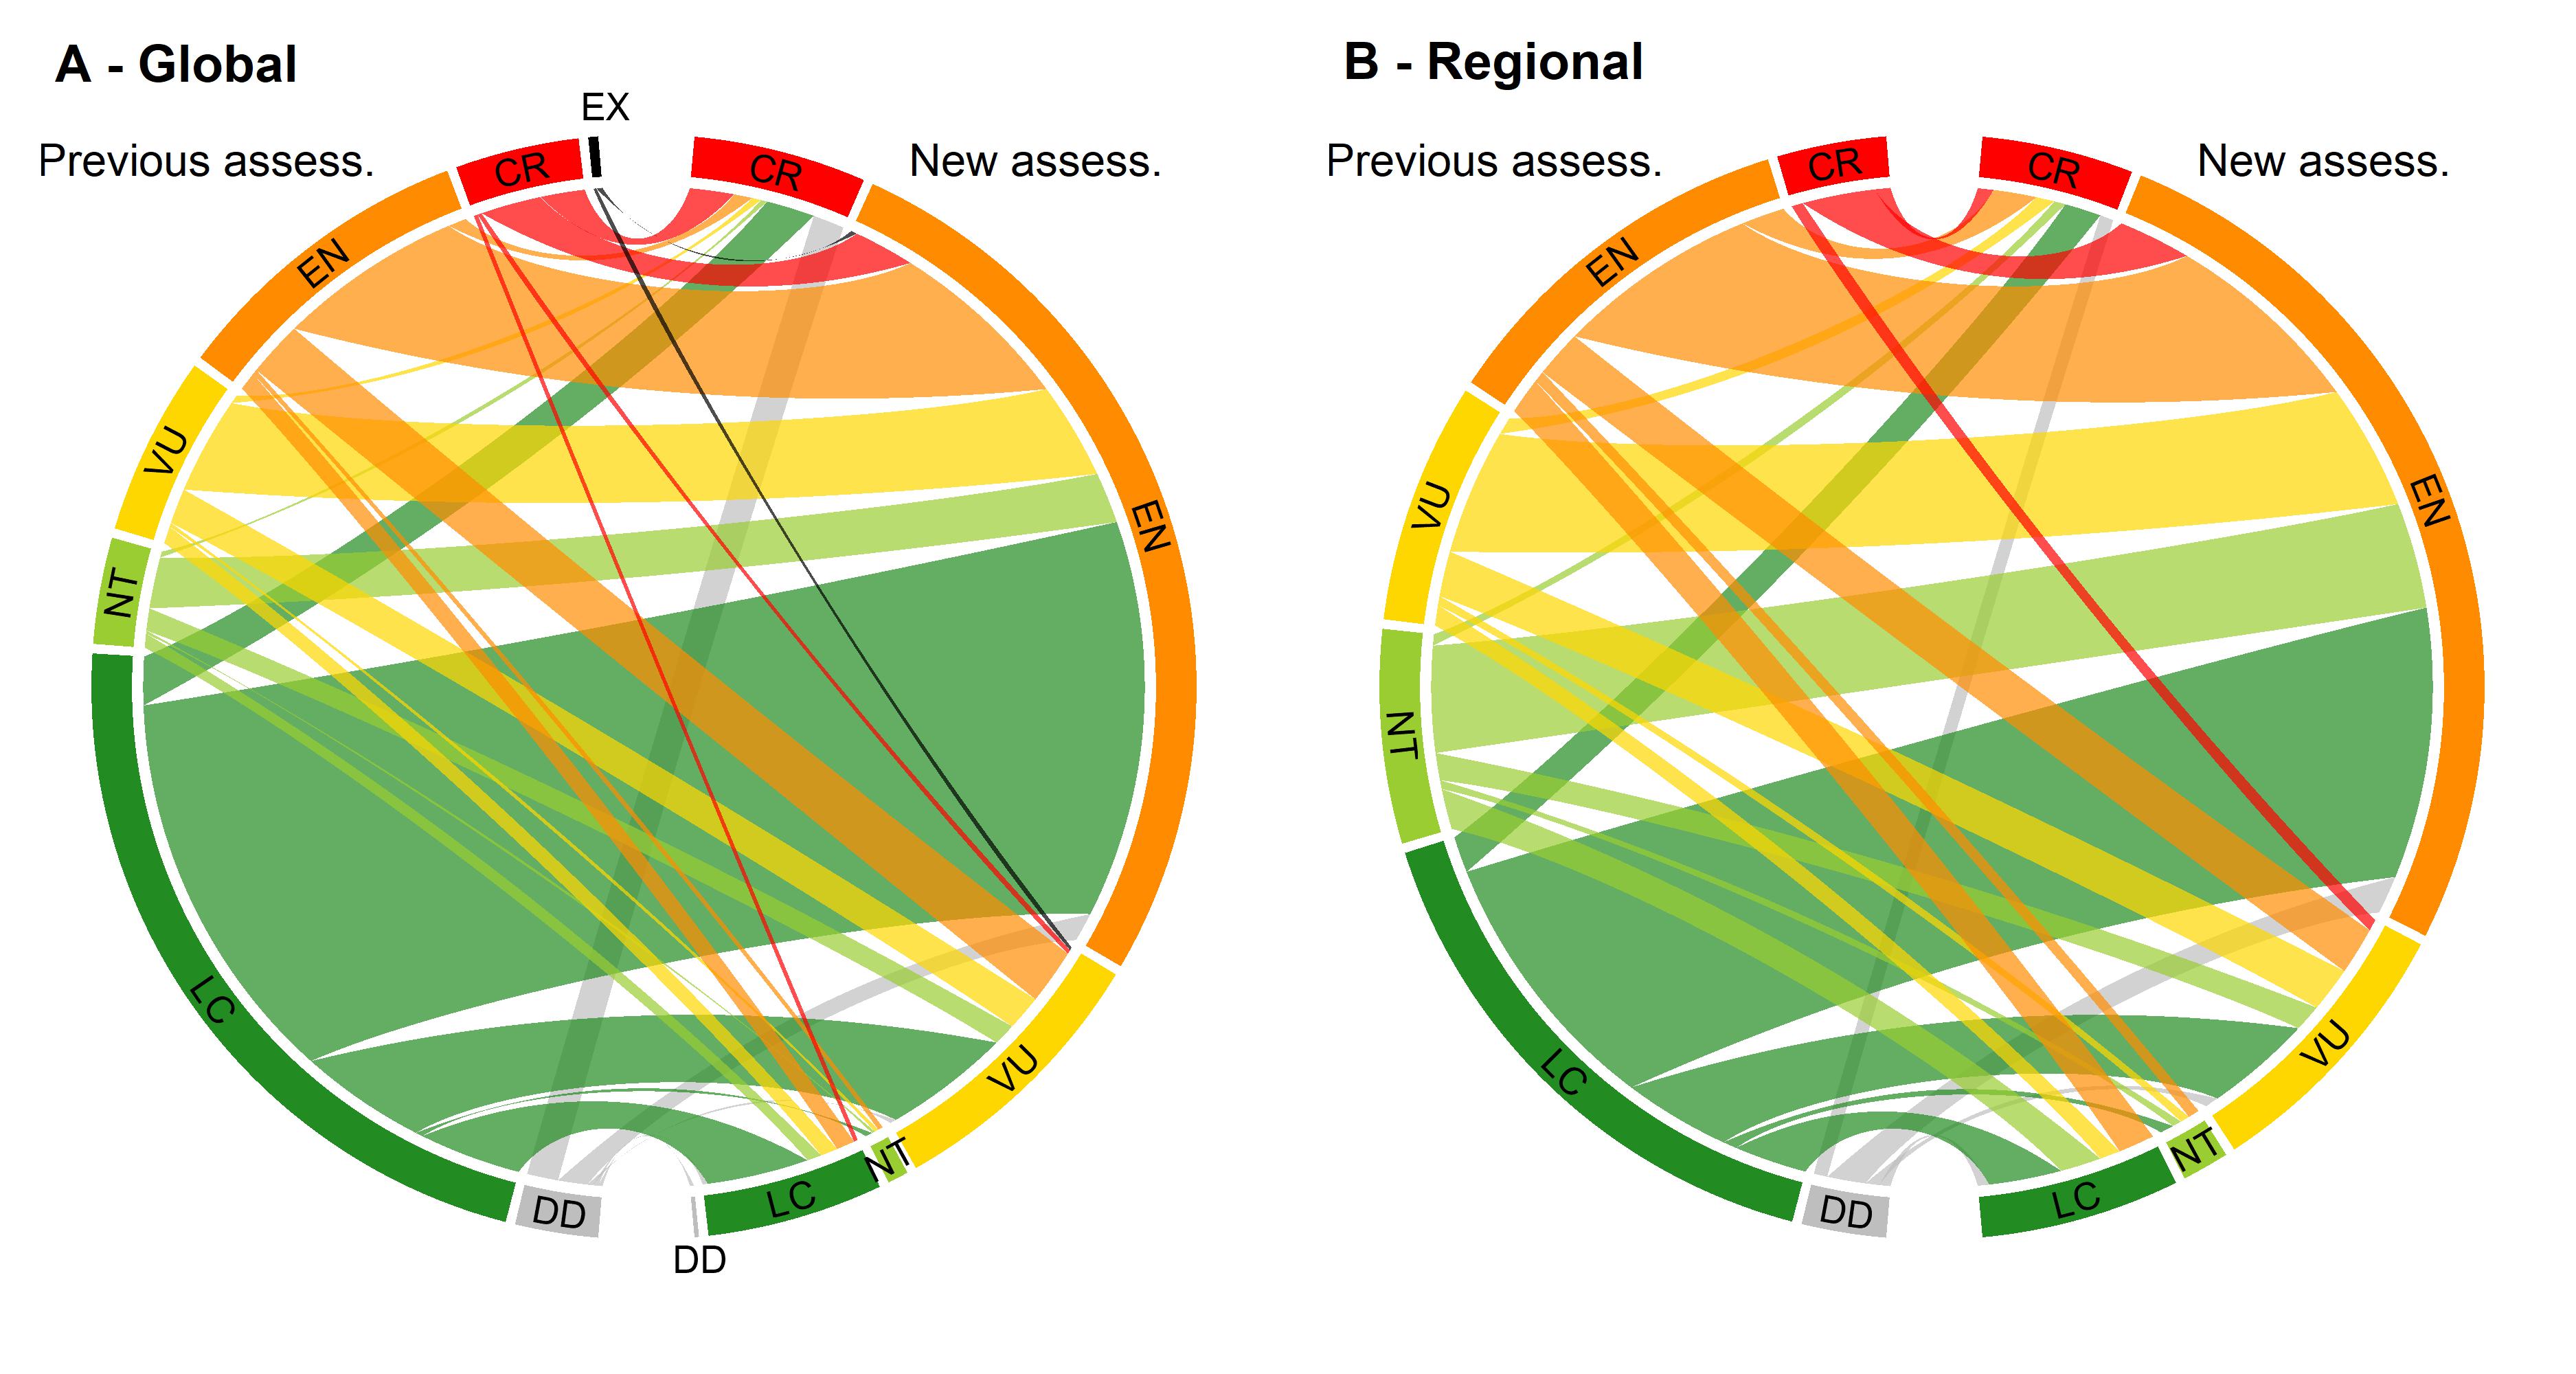 A - Global
B - Regional
EX
Previous assess.
CR
CR
New assess.
EN
EN
VU
NT
LC
DD
DD
LC
NT
VU
Previous assess.
CR
CR
New assess.
EN
EN
VU
NT
LC
DD
LC
NT
VU